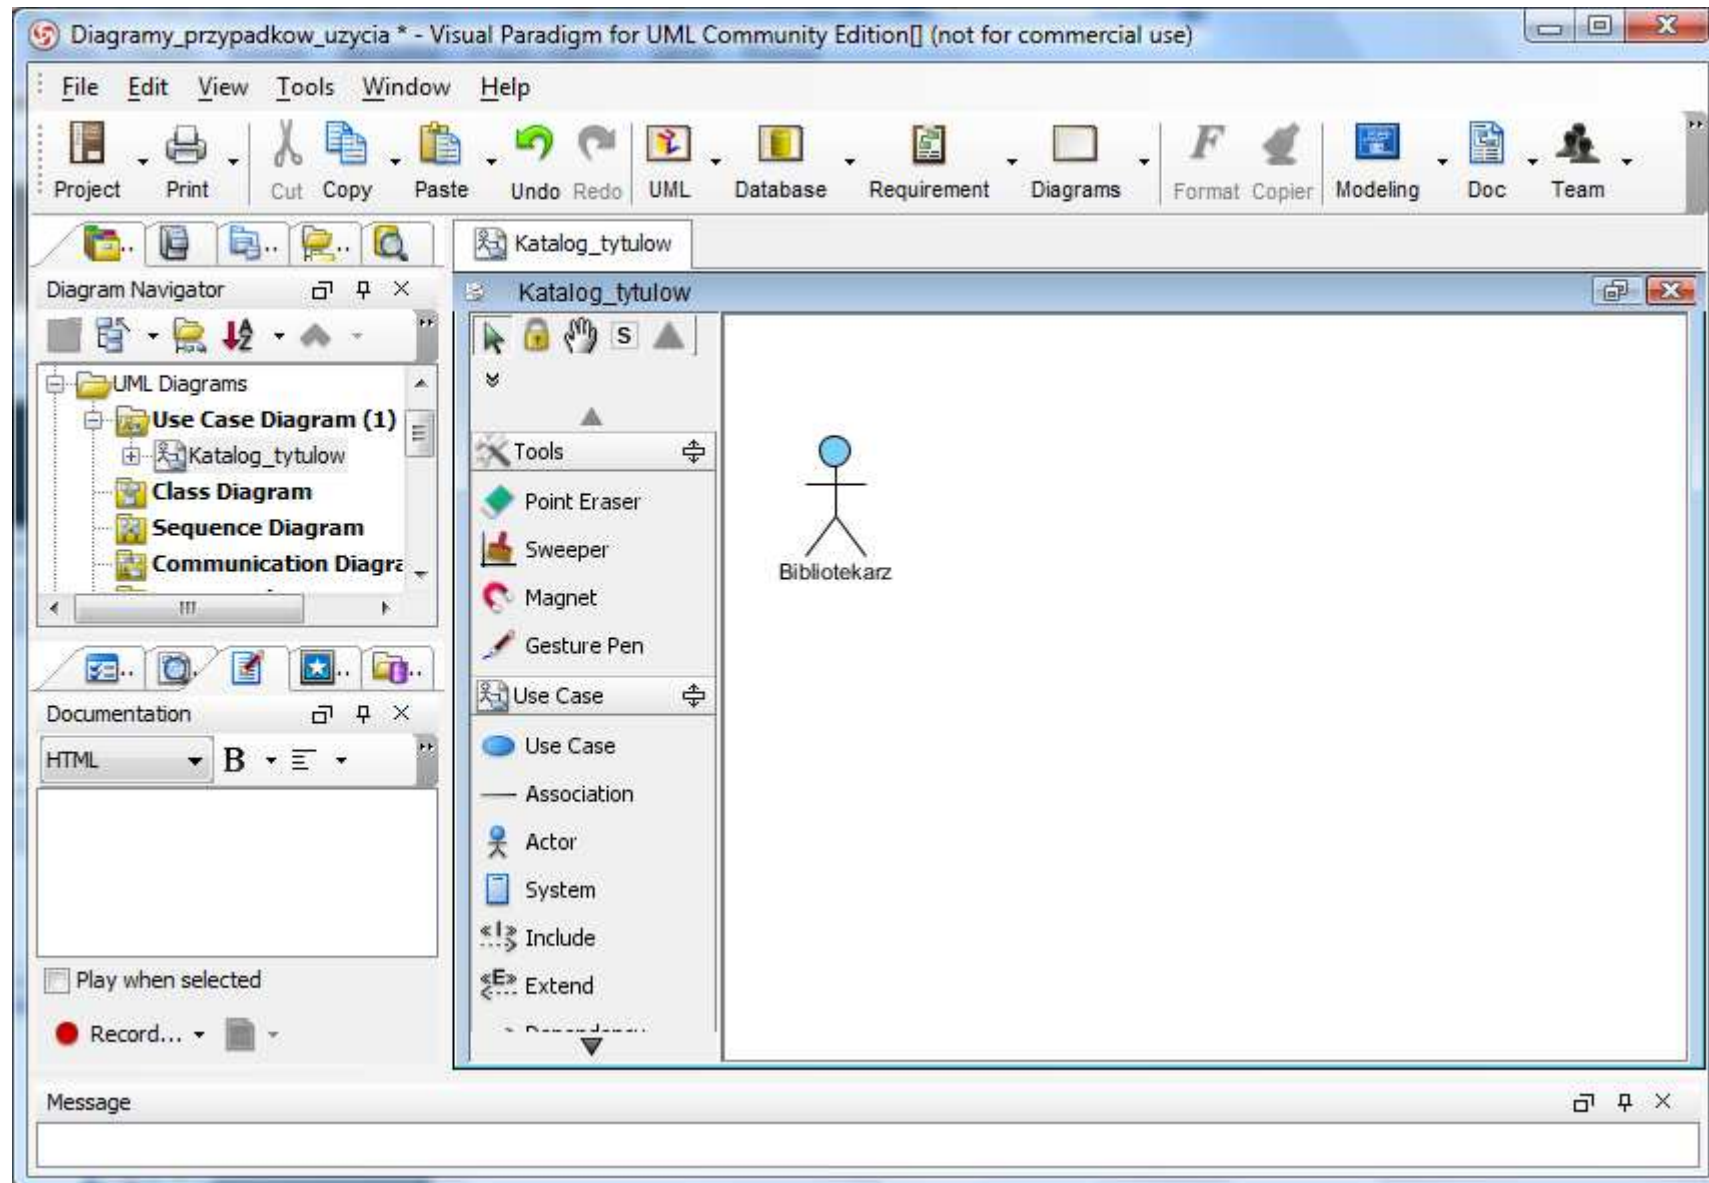 Diagramy_przypadkow_uzycia * - Visual Paradigm for UML Community Edition[] (not for commercial use)
File Edit View Tools Window Help
Project Print Cut Copy Paste Undo Redo UML Database Requirement Diagrams Format Copier Modeling Doc Team
Katalog_tytulow
Diagram Navigator
Katalog_tytulow
S
UML Diagrams
Use Case Diagram (1)
Katalog_tytulow
Class Diagram
Sequence Diagram
Communication Diagra
Tools
Point Eraser
Sweeper
Magnet
Gesture Pen
Use Case
Use Case
Association
Actor
System
Include
Extend
Bibliotekarz
Documentation
HTML B
Play when selected
Record...
Message